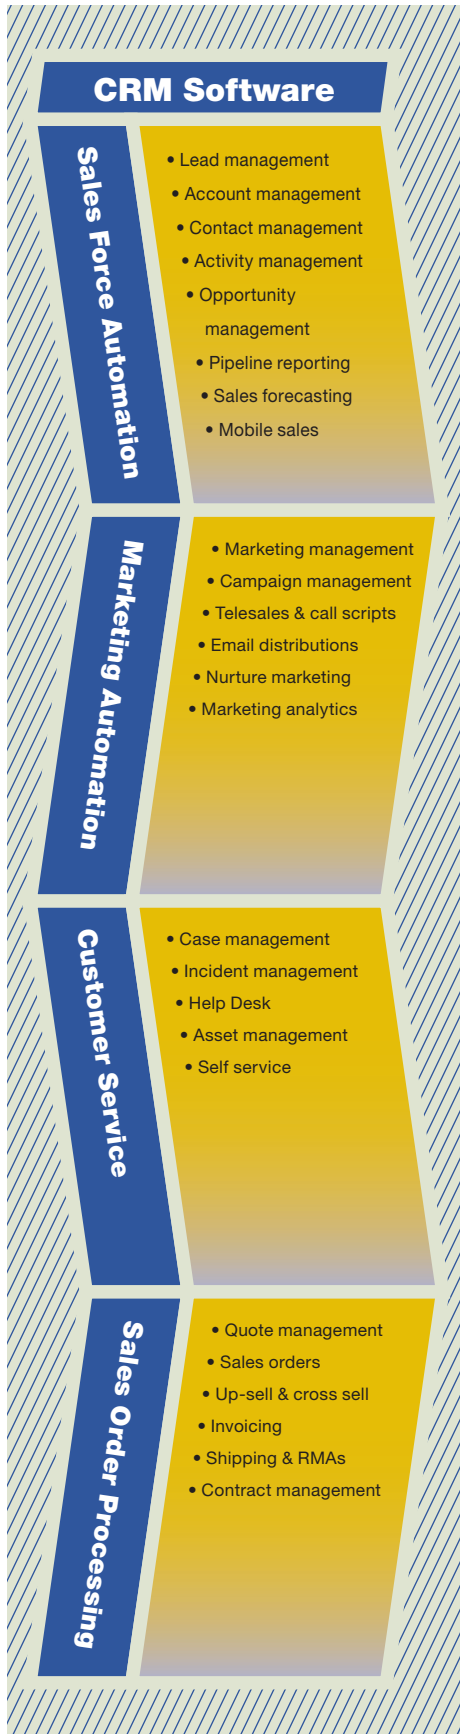 CRM Software
Sales Force Automation
• Lead management
• Account management
• Contact management
• Activity management
• Opportunity
management
• Pipeline reporting
• Sales forecasting
• Mobile sales
Marketing Automation
• Marketing management
• Campaign management
• Telesales & call scripts
• Email distributions
• Nurture marketing
• Marketing analytics
Customer Service
• Case management
• Incident management
• Help Desk
• Asset management
• Self service
Sales Order Processing
• Quote management
• Sales orders
• Up-sell & cross sell
• Invoicing
• Shipping & RMAs
• Contract management